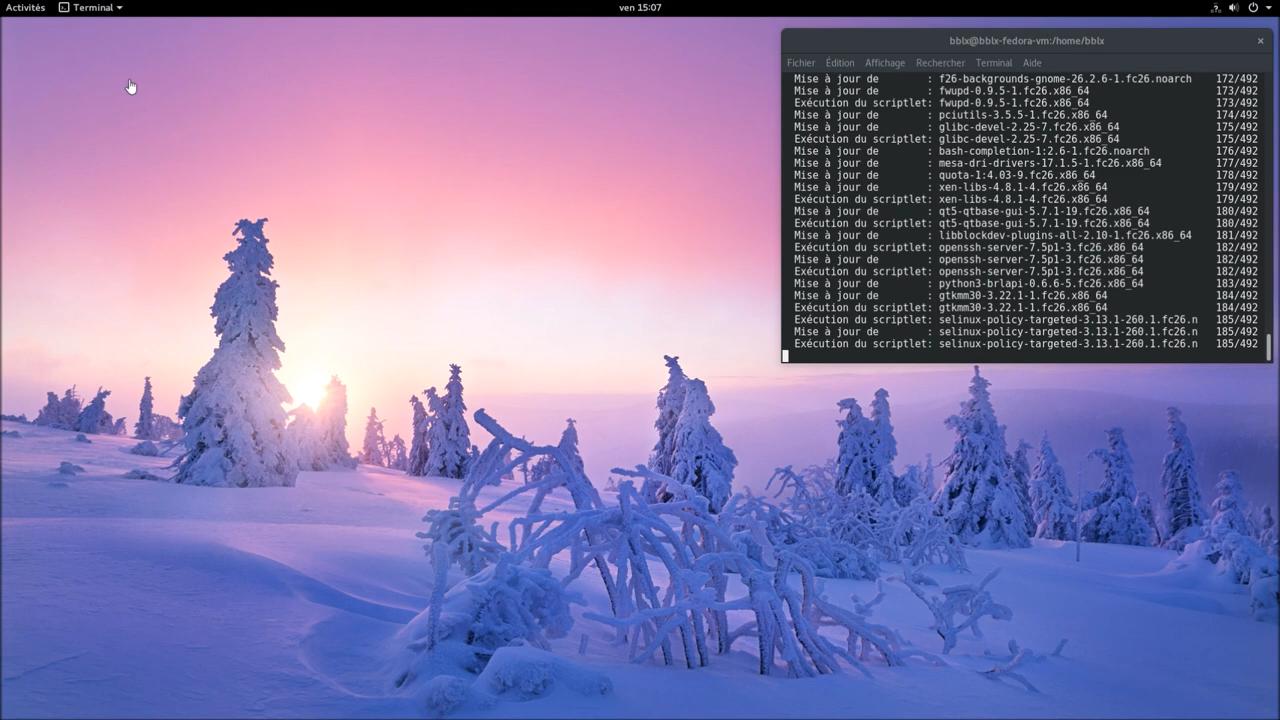 Activités Terminal ven 15:07
bblx@bblx-fedora-vm:/home/bblx
Fichier Édition Affichage Rechercher Terminal Aide
Mise à jour de : f26-backgrounds-gnome-26.2.6-1.fc26.noarch 172/492
Mise à jour de : fwupd-0.9.5-1.fc26.x86_64 173/492
Exécution du scriptlet: fwupd-0.9.5-1.fc26.x86_64 173/492
Mise à jour de : pciutils-3.5.5-1.fc26.x86_64 174/492
Mise à jour de : glibc-devel-2.25-7.fc26.x86_64 175/492
Exécution du scriptlet: glibc-devel-2.25-7.fc26.x86_64 175/492
Mise à jour de : bash-completion-1:2.6-1.fc26.noarch 176/492
Mise à jour de : mesa-dri-drivers-17.1.5-1.fc26.x86_64 177/492
Mise à jour de : quota-1:4.03-9.fc26.x86_64 178/492
Mise à jour de : xen-libs-4.8.1-4.fc26.x86_64 179/492
Exécution du scriptlet: xen-libs-4.8.1-4.fc26.x86_64 179/492
Mise à jour de : qt5-qtbase-gui-5.7.1-19.fc26.x86_64 180/492
Exécution du scriptlet: qt5-qtbase-gui-5.7.1-19.fc26.x86_64 180/492
Mise à jour de : libblockdev-plugins-all-2.10-1.fc26.x86_64 181/492
Exécution du scriptlet: openssh-server-7.5p1-3.fc26.x86_64 182/492
Mise à jour de : openssh-server-7.5p1-3.fc26.x86_64 182/492
Exécution du scriptlet: openssh-server-7.5p1-3.fc26.x86_64 182/492
Mise à jour de : python3-brlapi-0.6.6-5.fc26.x86_64 183/492
Mise à jour de : gtkmm30-3.22.1-1.fc26.x86_64 184/492
Exécution du scriptlet: gtkmm30-3.22.1-1.fc26.x86_64 184/492
Exécution du scriptlet: selinux-policy-targeted-3.13.1-260.1.fc26.n 185/492
Mise à jour de : selinux-policy-targeted-3.13.1-260.1.fc26.n 185/492
Exécution du scriptlet: selinux-policy-targeted-3.13.1-260.1.fc26.n 185/492